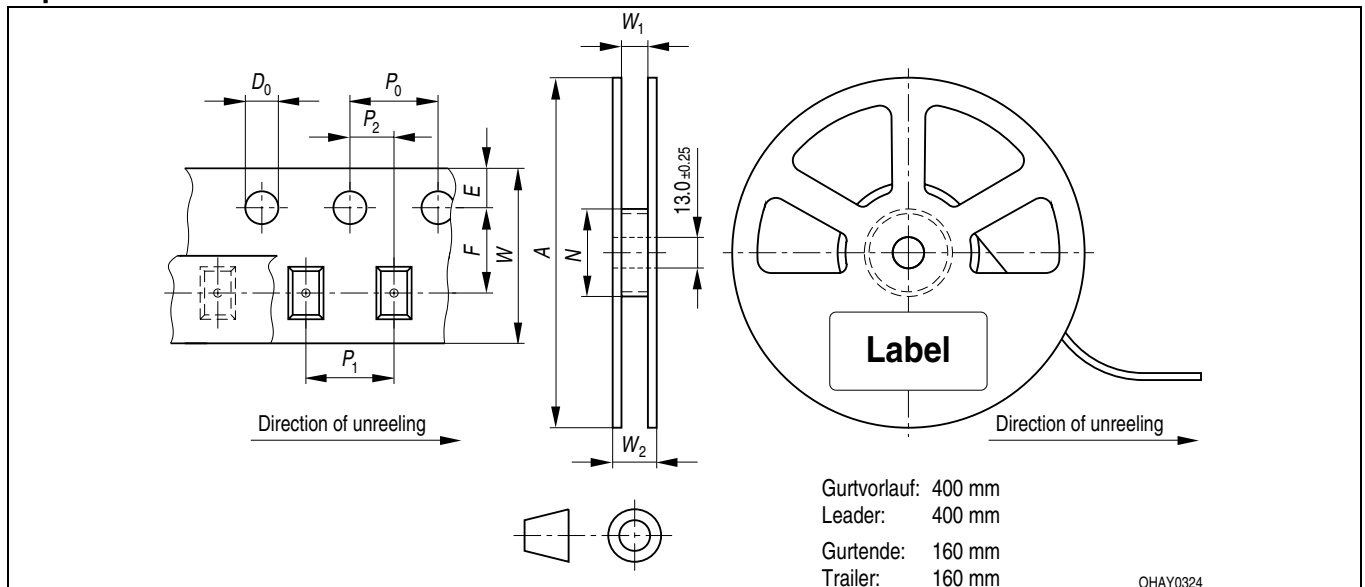 W1
D0
P0
P2
E
F
W
A
N
13.0 ±0.25
P1
Label
Direction of unreeling
W2
Direction of unreeling
Gurtvorlauf: 400 mm
Leader: 400 mm
Gurtende: 160 mm
Trailer: 160 mm
OHAY0324